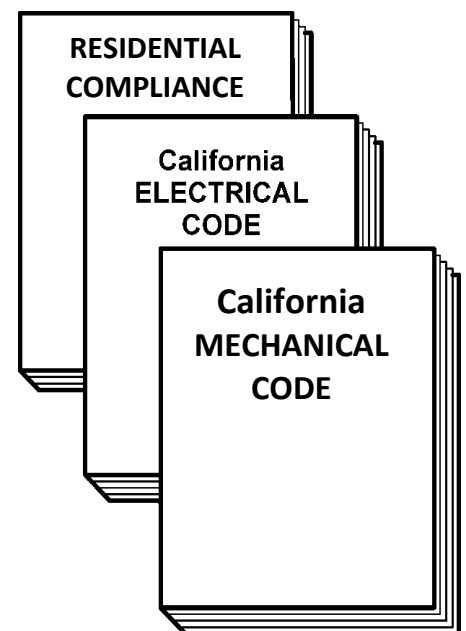 RESIDENTIAL
COMPLIANCE
California
ELECTRICAL
CODE
California
MECHANICAL
CODE